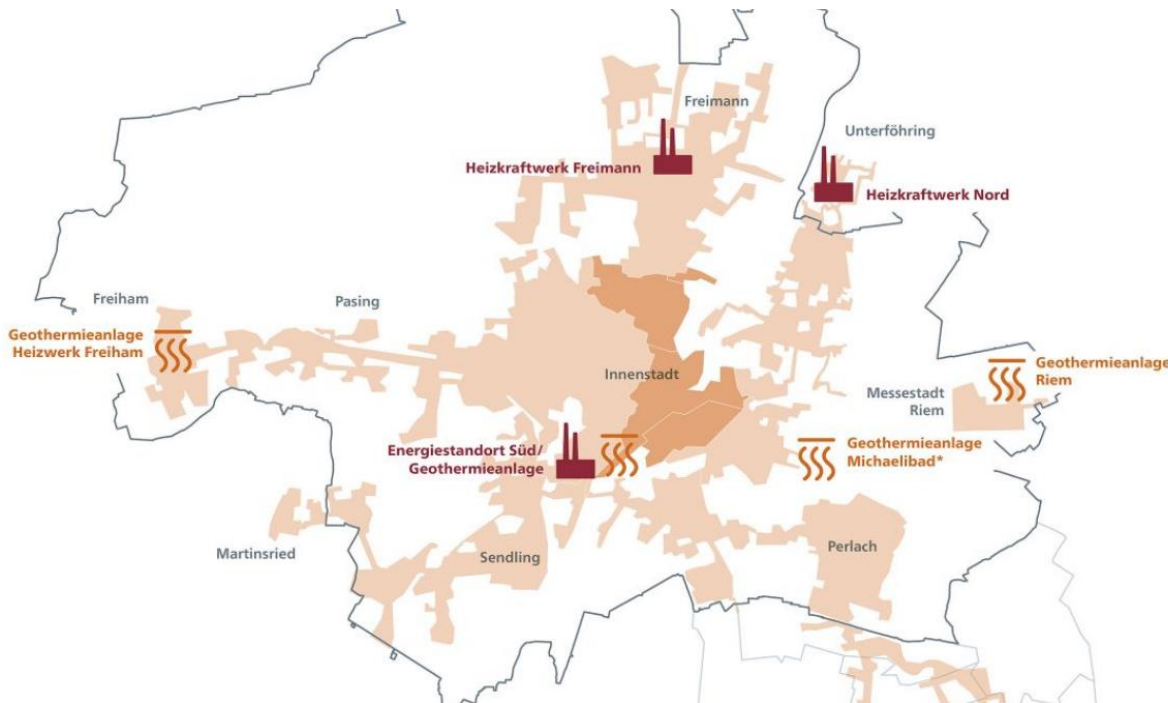 Freimann
Unterföhring
Heizkraftwerk Freimann
Heizkraftwerk Nord
Freiham
Pasing
Geothermieanlage
Heizwerk Freiham
Innenstadt
Geothermieanlage
Riem
Messestadt
Riem
Energiestandort Süd/
Geothermieanlage
Geothermieanlage
Michaelibad*
Martinsried
Sendling
Perlach